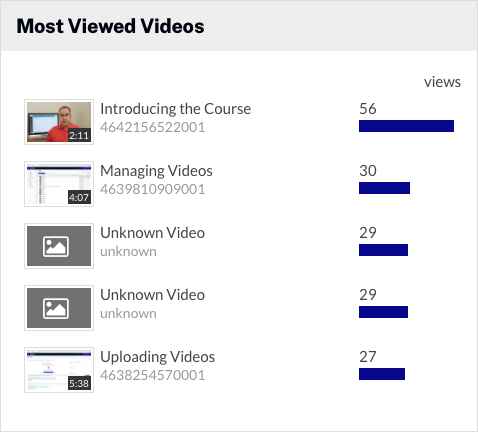 Most Viewed Videos
views
2:11
Introducing the Course
4642156522001
56
4:07
Managing Videos
4639810909001
30
Unknown Video
unknown
29
Unknown Video
unknown
29
5:38
Uploading Videos
4638254570001
27